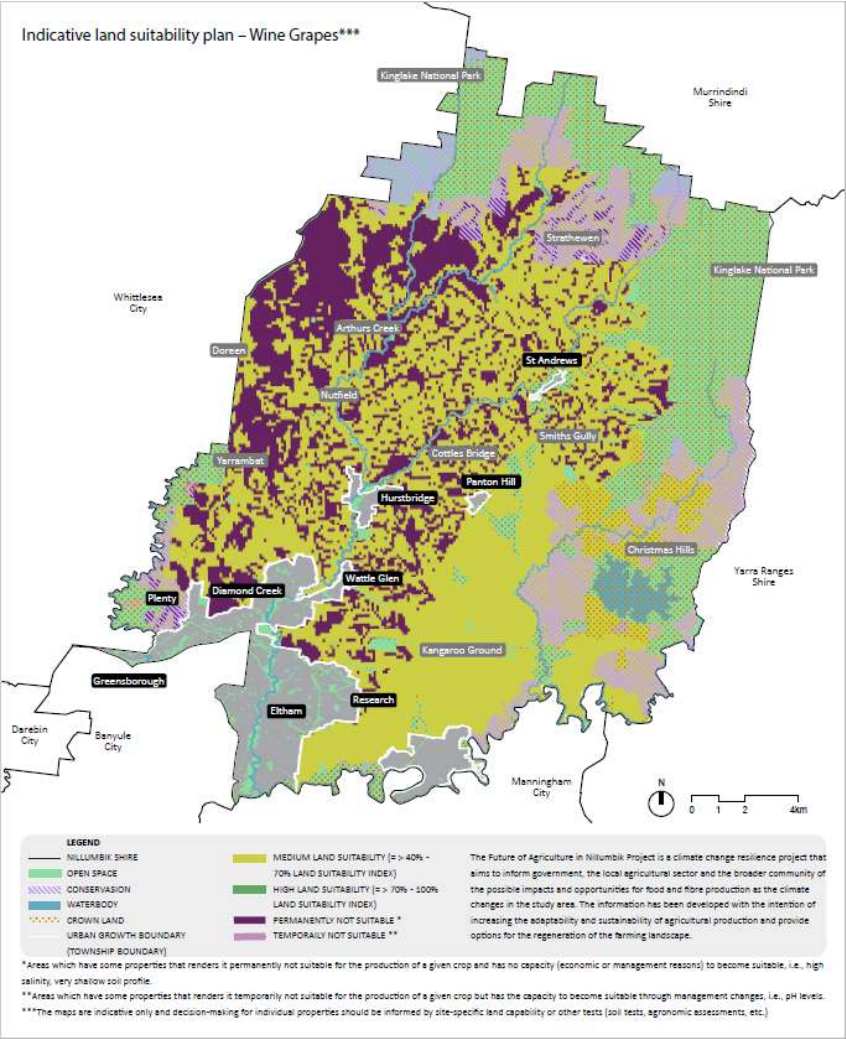 Indicative land suitability plan – Wine Grapes***
Kinglake National Park
Murrindindi
Shire
Strathewen
Kinglake National Park
Whittlesea
City
Arthurs Creek
Doreen
St Andrews
Nutfield
Smiths Gully
Cottles Bridge
Yarrambat
Panton Hill
Hurstbridge
Christmas Hills
Yarra Ranges
Shire
Wattle Glen
Diamond Creek
Plenty
Kangaroo Ground
Greensborough
Research
Eltham
Darebin
City
Banyule
City
Manningham
City
N
0 1 2 4km
LEGEND
NILLUMBIK SHIRE
OPEN SPACE
CONSERVASION
WATERBODY
CROWN LAND
URBAN GROWTH BOUNDARY
(TOWNSHIP BOUNDARY)
MEDIUM LAND SUITABILITY (= > 40% -
70% LAND SUITABILITY INDEX)
HIGH LAND SUITABILITY (= > 70% - 100%
LAND SUITABILITY INDEX)
PERMANENTLY NOT SUITABLE *
TEMPORAILY NOT SUITABLE **
The Future of Agriculture in Nillumbik Project is a climate change resilience project that
aims to inform government, the local agricultural sector and the broader community of
the possible impacts and opportunities for food and fibre production as the climate
changes in the study area. The information has been developed with the intention of
increasing the adaptability and sustainability of agricultural production and provide
options for the regeneration of the farming landscape.
*Areas which have some properties that renders it permanently not suitable for the production of a given crop and has no capacity (economic or management reasons) to become suitable, i.e., high
salinity, very shallow soil profile.
**Areas which have some properties that renders it temporarily not suitable for the production of a given crop but has the capacity to become suitable through management changes, i.e., pH levels.
***The maps are indicative only and decision-making for individual properties should be informed by site-specific land capability or other tests (soil tests, agronomic assessments, etc.)